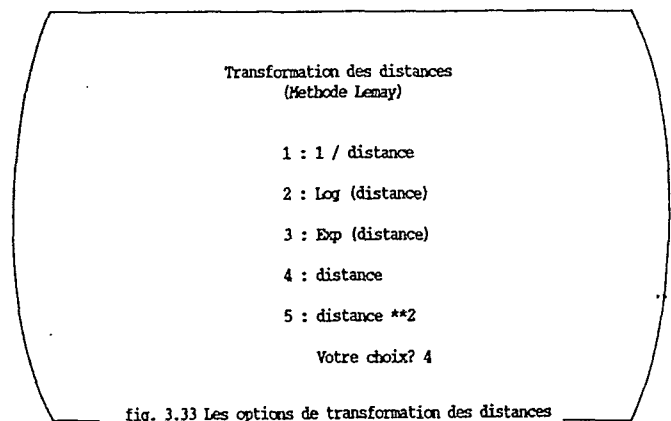 Transformation des distances
(Methode Lemay)
1 : 1 / distance
2 : Log (distance)
3 : Exp (distance)
4 : distance
5 : distance **2
Votre choix? 4
fig. 3.33 Les options de transformation des distances